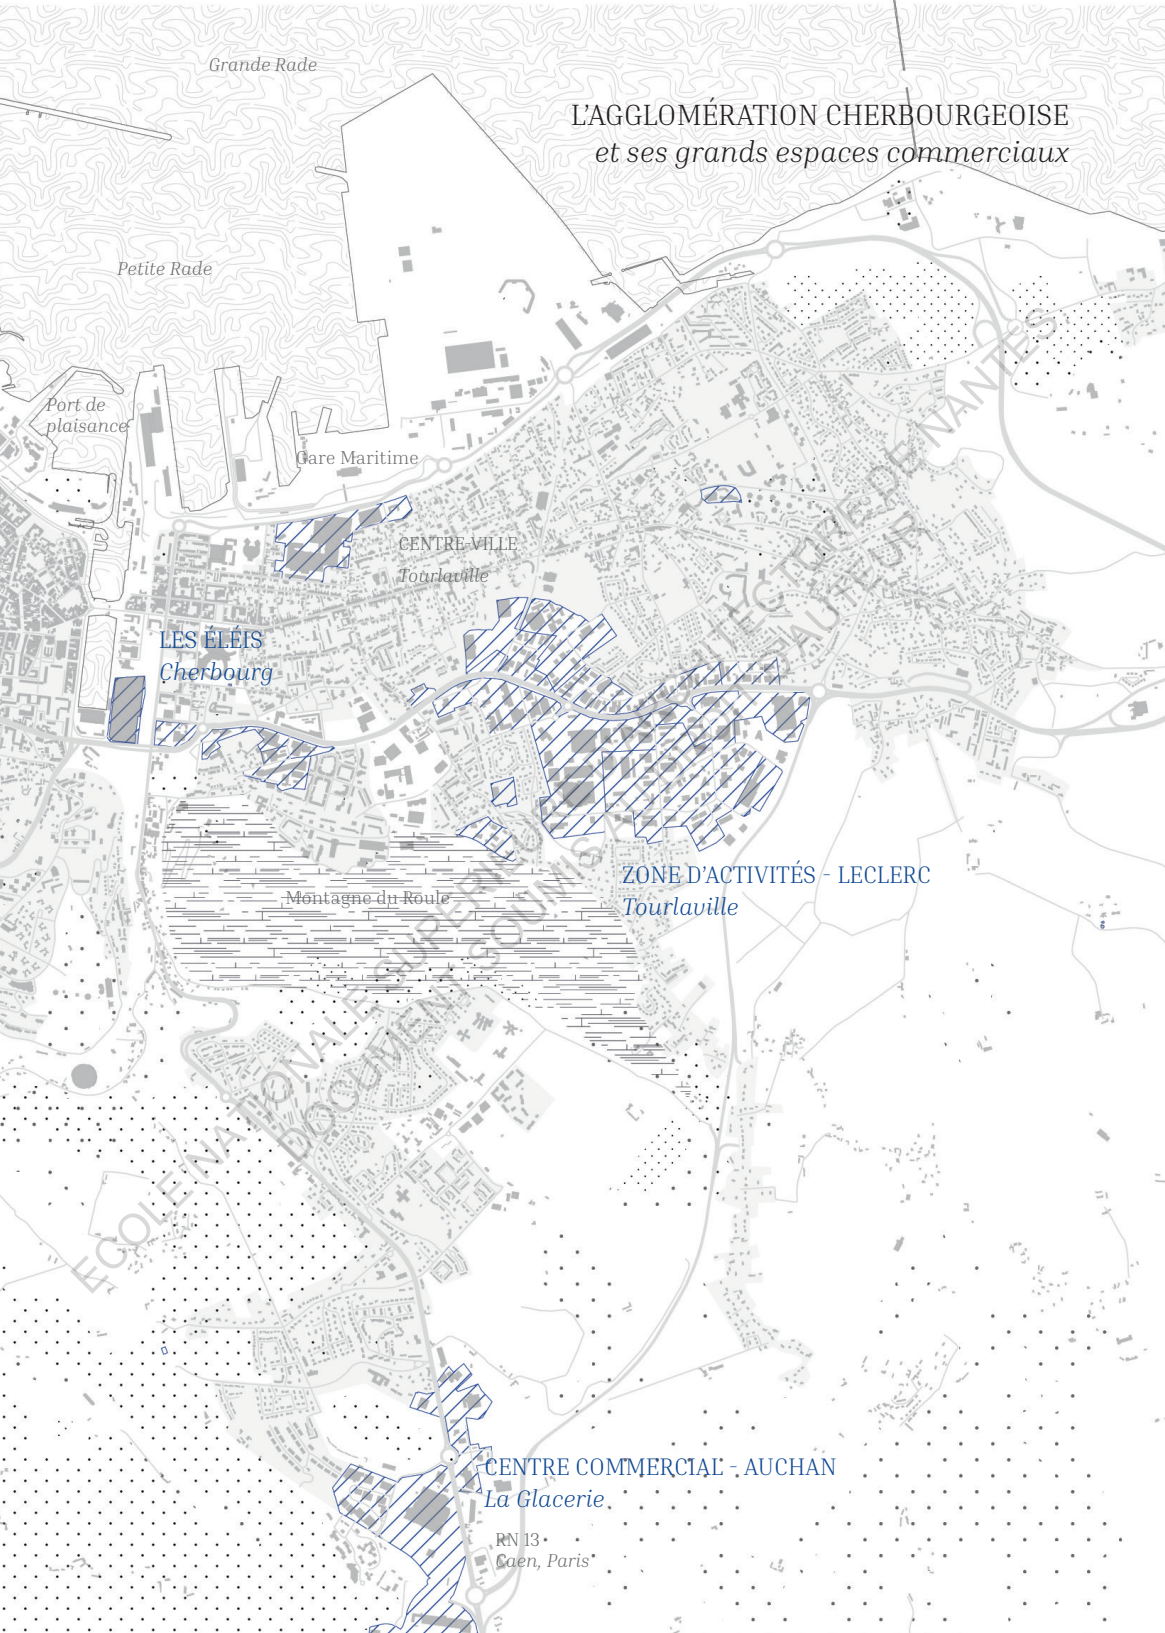 Grande Rade
L’AGGLOMÉRATION CHERBOURGEOISE
et ses grands espaces commerciaux
Petite Rade
Port de
plaisance
Gare Maritime
CENTRE-VILLE
Tourlaville
LES ÉLÉIS
Cherbourg
ZONE D’ACTIVITÉS - LECLERC
Tourlaville
Montagne du Roule
CENTRE COMMERCIAL - AUCHAN
La Glacerie
RN 13
Caen, Paris
ECOLE NATIONALE SUPERIEURE D'ARCHITECTURE DE NANTES
DOCUMENT SOUMIS AU DROIT D'AUTEUR